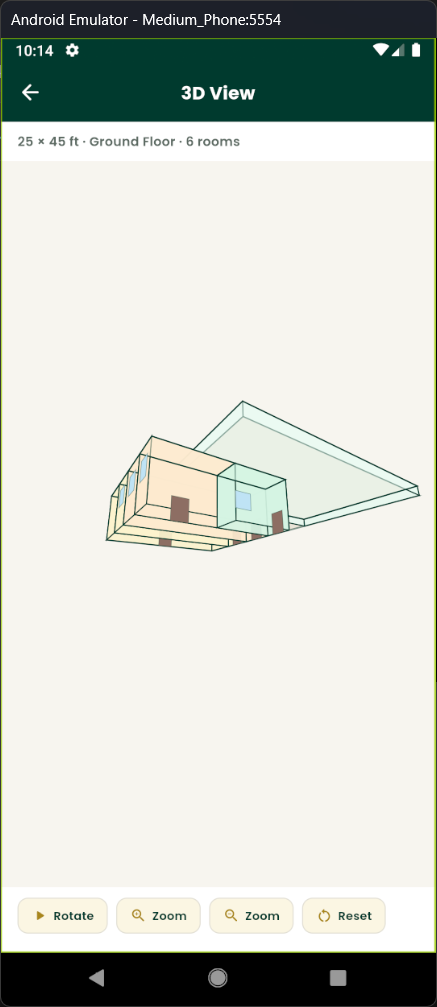 Android Emulator - Medium_Phone:5554
10:14
3D View
25 × 45 ft · Ground Floor · 6 rooms
Rotate
Zoom
Zoom
Reset